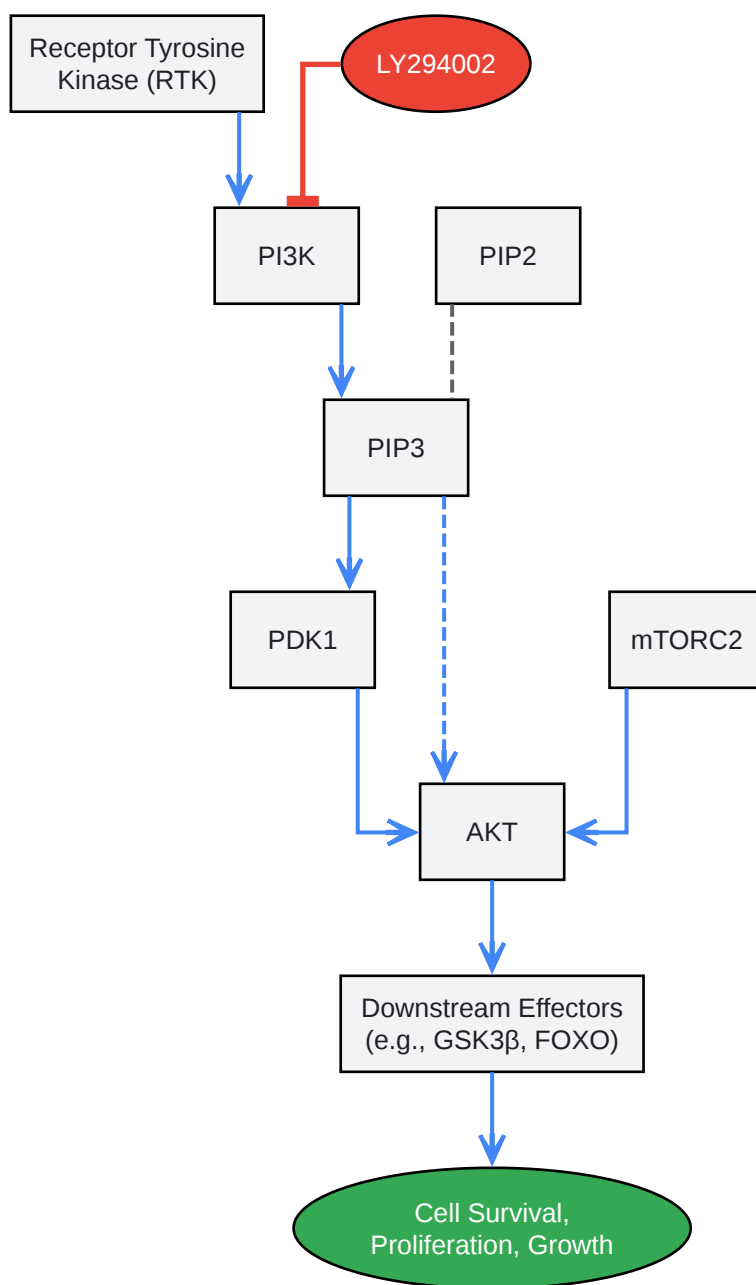 Receptor Tyrosine
Kinase (RTK)
LY294002
PI3K
PIP2
PIP3
PDK1
mTORC2
AKT
Downstream Effectors
(e.g., GSK3β, FOXO)
Cell Survival,
Proliferation, Growth